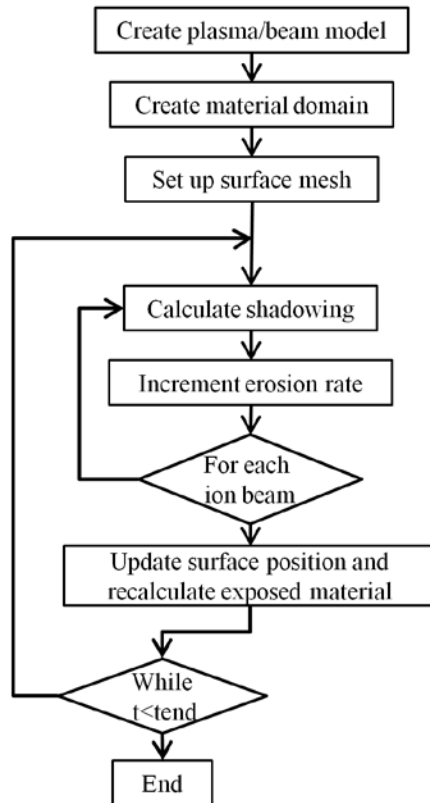 Create plasma/beam model
Create material domain
Set up surface mesh
Calculate shadowing
Increment erosion rate
For each
ion beam
Update surface position and
recalculate exposed material
While
t<tend
End